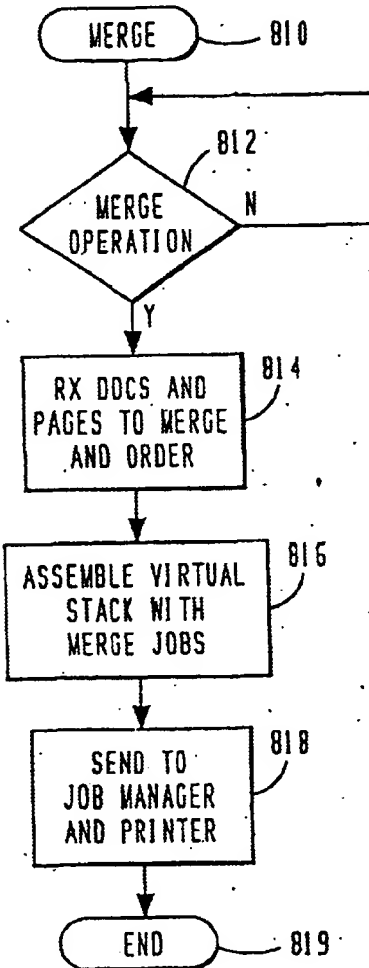 MERGE
810
812
MERGE
OPERATION
N
Y
814
RX DOCS AND
PAGES TO MERGE
AND ORDER
816
ASSEMBLE VIRTUAL
STACK WITH
MERGE JOBS
818
SEND TO
JOB MANAGER
AND PRINTER
END
819